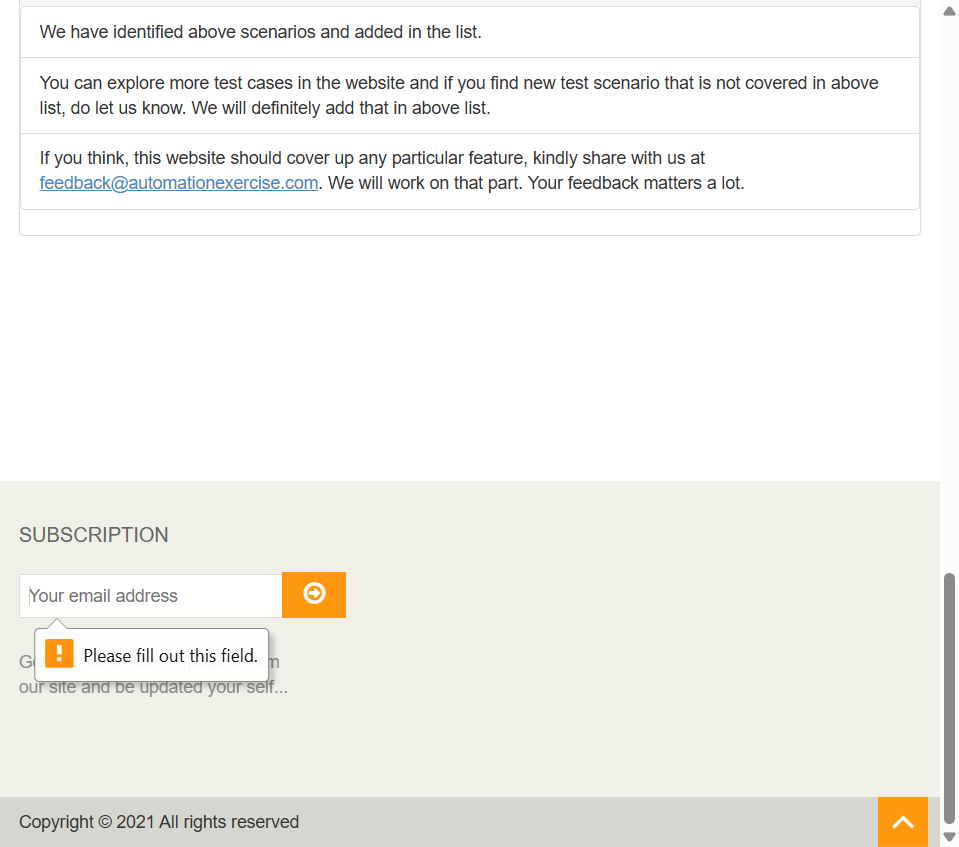 We have identified above scenarios and added in the list.
You can explore more test cases in the website and if you find new test scenario that is not covered in above
list, do let us know. We will definitely add that in above list.
If you think, this website should cover up any particular feature, kindly share with us at
feedback@automationexercise.com. We will work on that part. Your feedback matters a lot.
SUBSCRIPTION
Your email address
Please fill out this field.
our site and be updated your self...
Copyright © 2021 All rights reserved